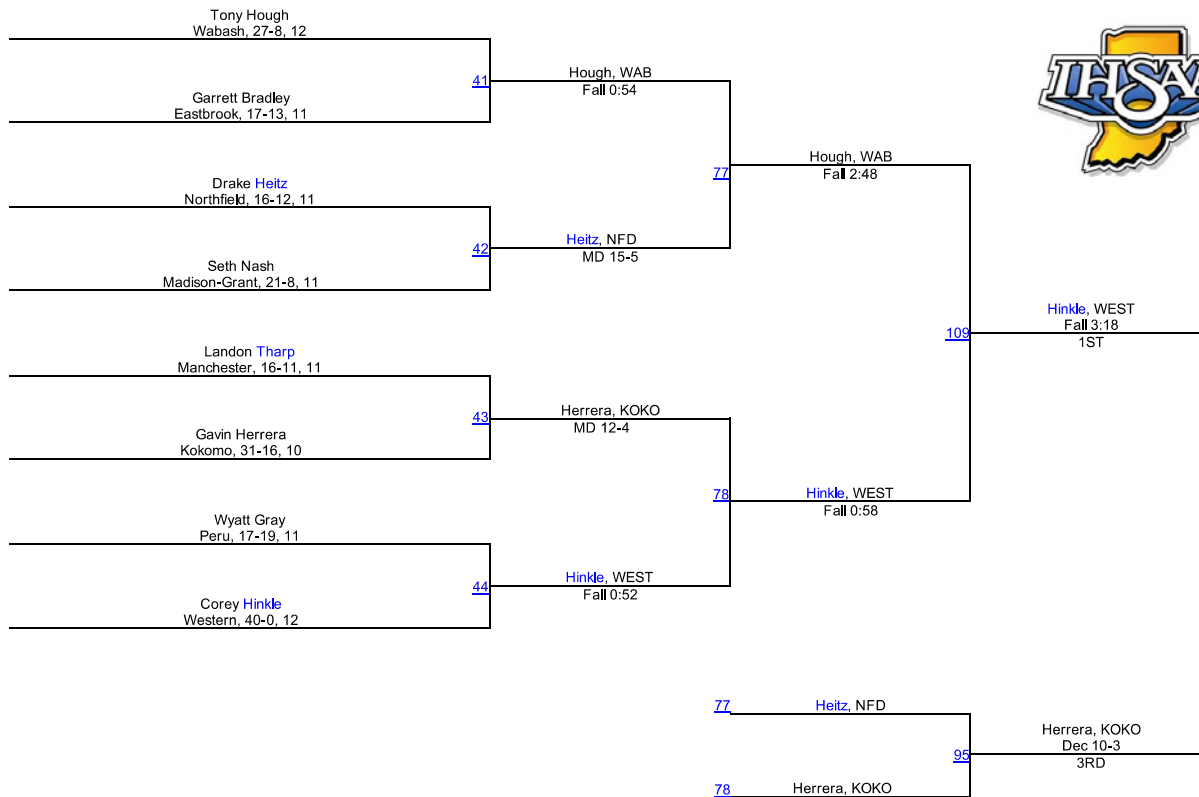 Tony Hough
Wabash, 27-8, 12
41
Garrett Bradley
Eastbrook, 17-13, 11
Hough, WAB
Fall 0:54
IHSAA
77
Hough, WAB
Fall 2:48
Drake Heitz
Northfield, 16-12, 11
42
Seth Nash
Madison-Grant, 21-8, 11
Heitz, NFD
MD 15-5
109
Hinkle, WEST
Fall 3:18
1ST
Landon Tharp
Manchester, 16-11, 11
43
Gavin Herrera
Kokomo, 31-16, 10
Herrera, KOKO
MD 12-4
78
Hinkle, WEST
Fall 0:58
Wyatt Gray
Peru, 17-19, 11
44
Corey Hinkle
Western, 40-0, 12
Hinkle, WEST
Fall 0:52
77
Heitz, NFD
95
78
Herrera, KOKO
Herrera, KOKO
Dec 10-3
3RD